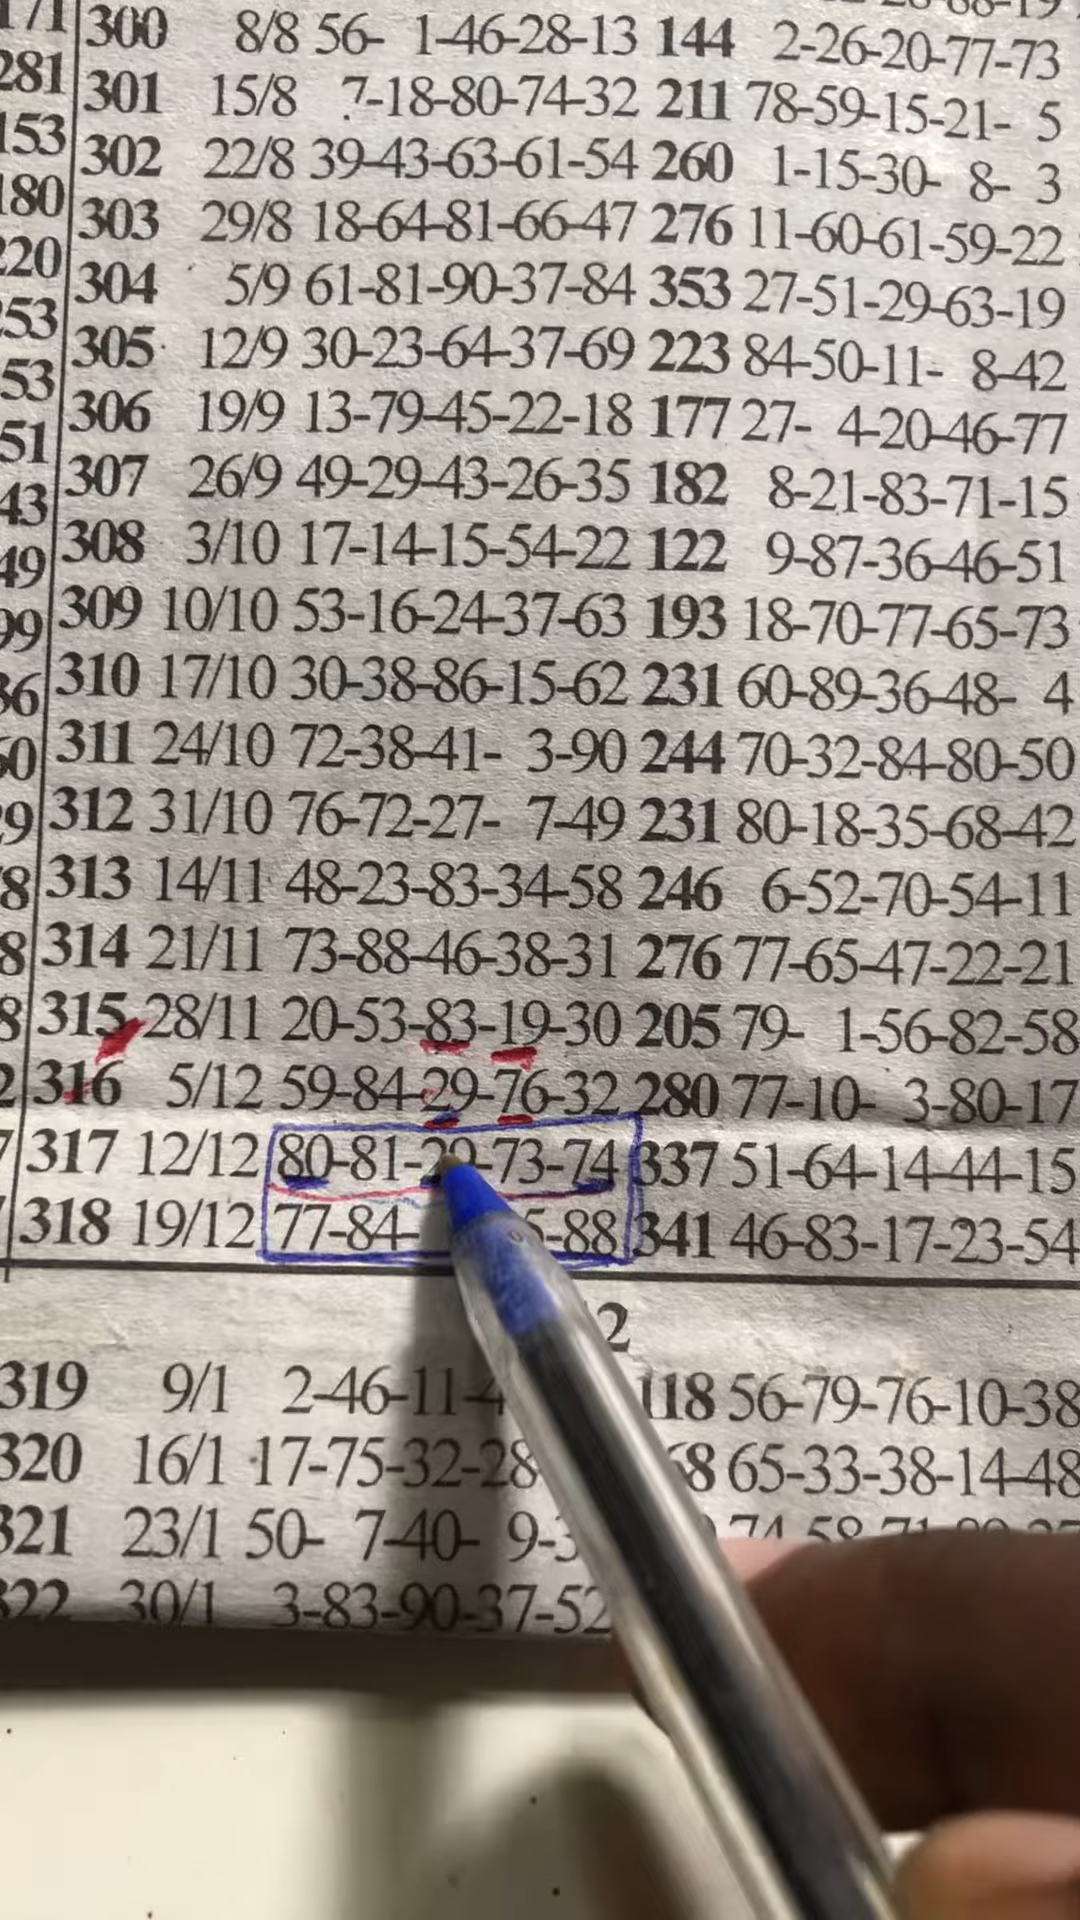 171 300 8/8 56- 1-46-28-13 144 2-26-20-77-73
281 301 15/8 7-18-80-74-32 211 78-59-15-21- 5
153 302 22/8 39-43-63-61-54 260 1-15-30- 8- 3
180 303 29/8 18-64-81-66-47 276 11-60-61-59-22
220 304 5/9 61-81-90-37-84 353 27-51-29-63-19
253 305 12/9 30-23-64-37-69 223 84-50-11- 8-42
53 306 19/9 13-79-45-22-18 177 27- 4-20-46-77
51 307 26/9 49-29-43-26-35 182 8-21-83-71-15
43 308 3/10 17-14-15-54-22 122 9-87-36-46-51
49 309 10/10 53-16-24-37-63 193 18-70-77-65-73
99 310 17/10 30-38-86-15-62 231 60-89-36-48- 4
36 311 24/10 72-38-41- 3-90 244 70-32-84-80-50
60 312 31/10 76-72-27- 7-49 231 80-18-35-68-42
29 313 14/11 48-23-83-34-58 246 6-52-70-54-11
8 314 21/11 73-88-46-38-31 276 77-65-47-22-21
8 315 28/11 20-53-83-19-30 205 79- 1-56-82-58
2 316 5/12 59-84-29-76-32 280 77-10- 3-80-17
7 317 12/12 80-81-29-73-74 337 51-64-14-44-15
318 19/12 77-84- 5-88 341 46-83-17-23-54
2
319 9/1 2-46-11-4 118 56-79-76-10-38
320 16/1 17-75-32-28 68 65-33-38-14-48
321 23/1 50- 7-40- 9-3 74-58-71
322 30/1 3-83-90-37-52